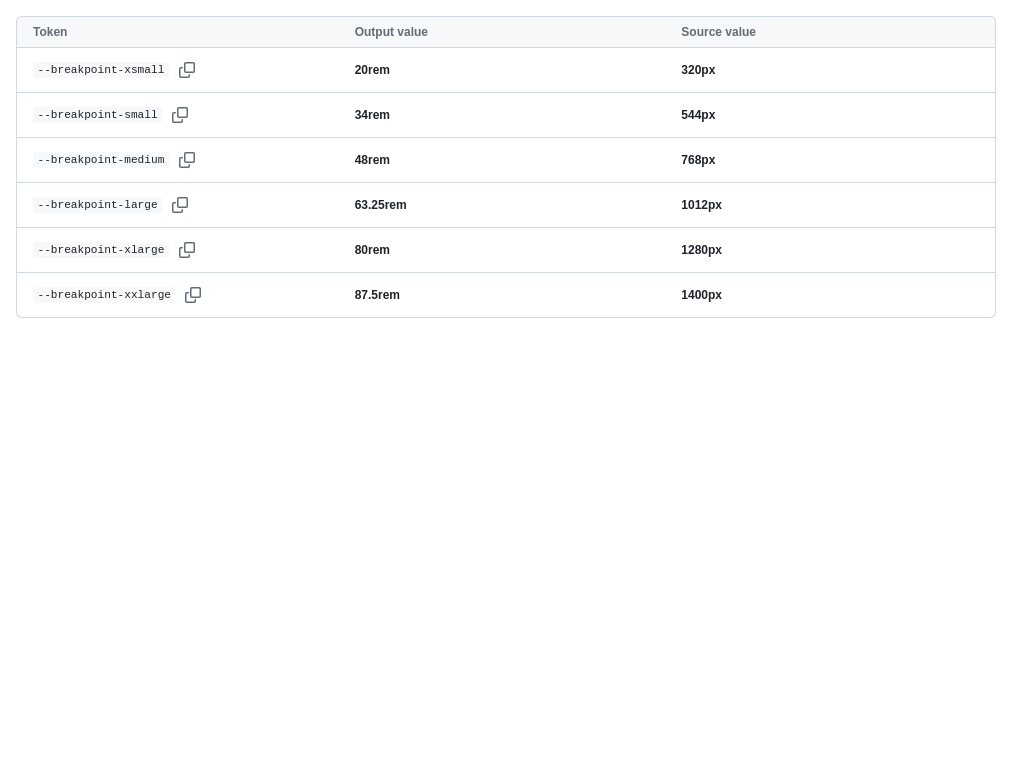 Token Output value Source value
--breakpoint-xsmall 20rem 320px
--breakpoint-small 34rem 544px
--breakpoint-medium 48rem 768px
--breakpoint-large 63.25rem 1012px
--breakpoint-xlarge 80rem 1280px
--breakpoint-xxlarge 87.5rem 1400px